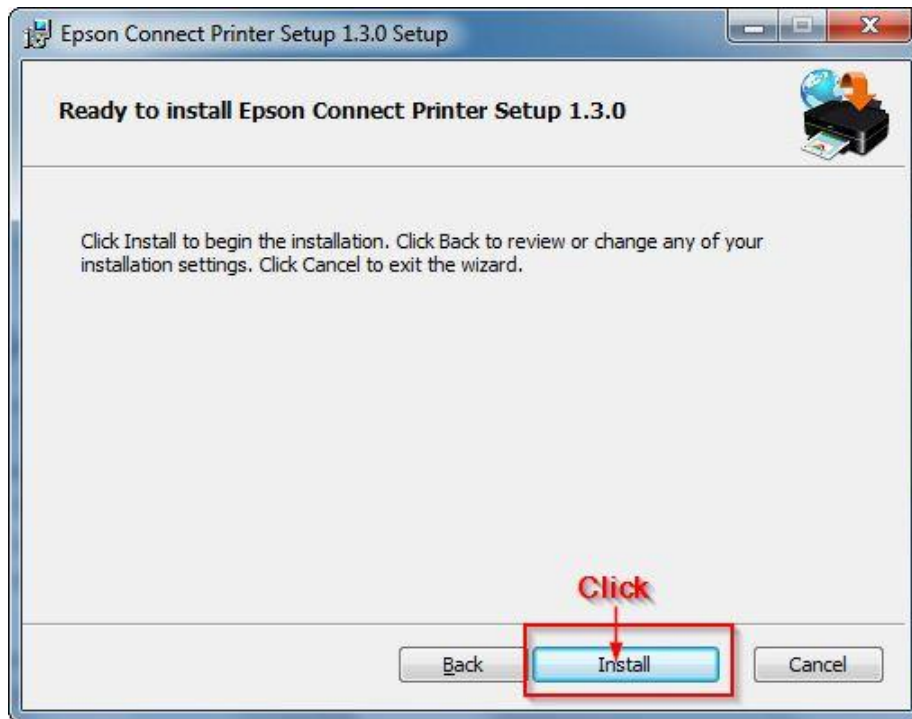 Epson Connect Printer Setup 1.3.0 Setup
Ready to install Epson Connect Printer Setup 1.3.0
Click Install to begin the installation. Click Back to review or change any of your
installation settings. Click Cancel to exit the wizard.
Click
Back Install Cancel